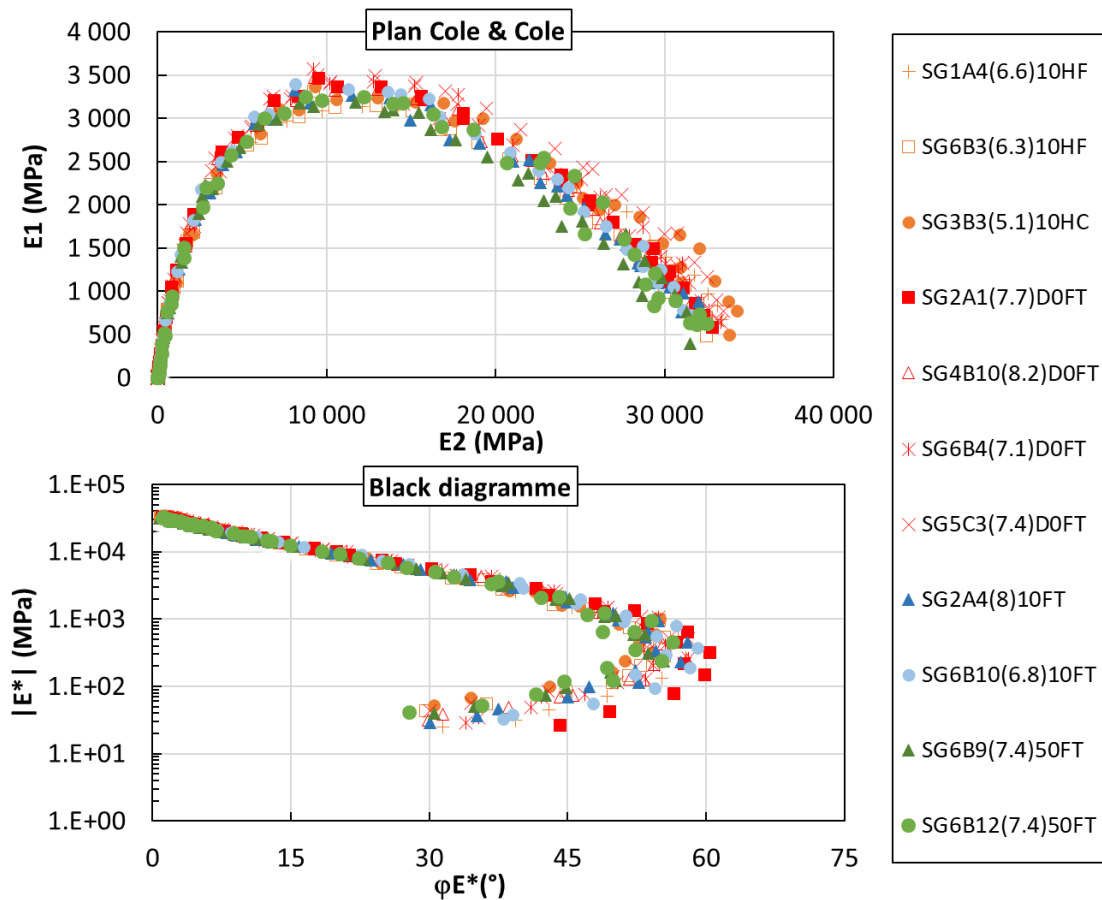 Plan Cole & Cole
4 000
3 500
3 000
2 500
2 000
1 500
1 000
500
0
E1 (MPa)
0
10 000
20 000
30 000
40 000
E2 (MPa)
Black diagramme
1.E+05
1.E+04
1.E+03
1.E+02
1.E+01
1.E+00
|E*| (MPa)
0
15
30
45
60
75
φE*(°)
SG1A4(6.6)10HF
SG6B3(6.3)10HF
SG3B3(5.1)10HC
SG2A1(7.7)D0FT
SG4B10(8.2)D0FT
SG6B4(7.1)D0FT
SG5C3(7.4)D0FT
SG2A4(8)10FT
SG6B10(6.8)10FT
SG6B9(7.4)50FT
SG6B12(7.4)50FT